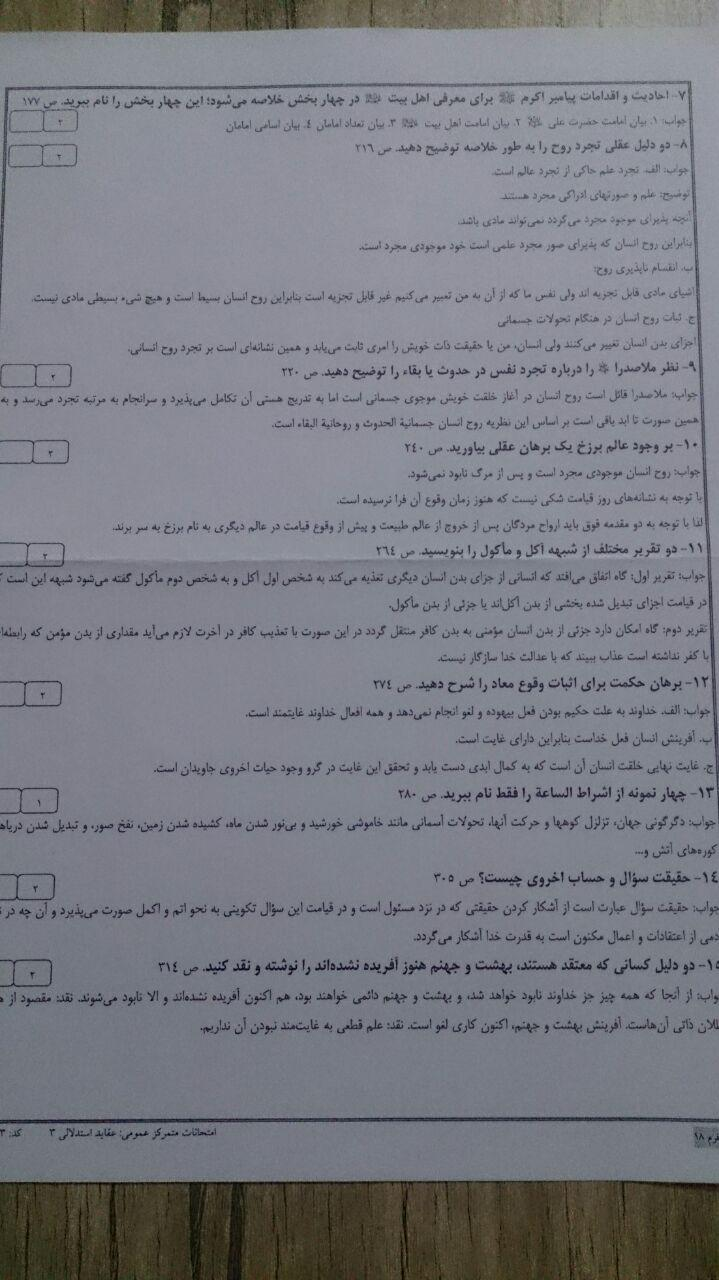 ۷- احادیث و اقدامات پیامبر اکرم ﷺ برای معرفی اهل بیت در چهار بخش خلاصه می‌شود؛ این چهار بخش را نام ببرید. ص ۱۷۷
۲
جواب: ۱. بیان امامت حضرت علی ۲. بیان امامت اهل بیت ۳. بیان تعداد امامان ۴. بیان اسامی امامان
۸- دو دلیل عقلی تجرد روح را به طور خلاصه توضیح دهید. ص ۲۱۶
۲
جواب: الف. تجرد علم حاکی از تجرد عالم است.
توضیح: علم و صورتهای ادراکی مجرد هستند.
آنچه پذیرای موجود مجرد می‌گردد نمی‌تواند مادی باشد.
بنابراین روح انسان که پذیرای صور مجرد علمی است خود موجودی مجرد است.
ب. انقسام ناپذیری روح:
اشیای مادی قابل تجزیه اند ولی نفس ما که از آن به من تعبیر می‌کنیم غیر قابل تجزیه است بنابراین روح انسان بسیط است و هیچ شیء بسیطی مادی نیست.
ج. ثبات روح انسان در هنگام تحولات جسمانی
اجزای بدن انسان تغییر می‌کنند ولی انسان، من یا حقیقت ذات خویش را امری ثابت می‌یابد و همین نشانه‌ای است بر تجرد روح انسانی.
۹- نظر ملاصدرا را درباره تجرد نفس در حدوث یا بقاء را توضیح دهید. ص ۲۲۰
۲
جواب: ملاصدرا قائل است روح انسان در آغاز خلقت خویش موجوی جسمانی است اما به تدریج هستی آن تکامل می‌پذیرد و سرانجام به مرتبه تجرد می‌رسد و به
همین صورت تا ابد باقی است بر اساس این نظریه روح انسان جسمانیة الحدوث و روحانیة البقاء است.
۱۰- بر وجود عالم برزخ یک برهان عقلی بیاورید. ص ۲۴۰
۲
جواب: روح انسان موجودی مجرد است و پس از مرگ نابود نمی‌شود.
با توجه به نشانه‌های روز قیامت شکی نیست که هنوز زمان وقوع آن فرا نرسیده است.
لذا با توجه به دو مقدمه فوق باید ارواح مردگان پس از خروج از عالم طبیعت و پیش از وقوع قیامت در عالم دیگری به نام برزخ به سر برند.
۱۱- دو تقریر مختلف از شبهه آکل و مأکول را بنویسید. ص ۲۶۴
۲
جواب: تقریر اول: گاه اتفاق می‌افتد که انسانی از جزای بدن انسان دیگری تغذیه می‌کند به شخص اول آکل و به شخص دوم مأکول گفته می‌شود شبهه این است
در قیامت اجزای تبدیل شده بخشی از بدن آکل‌اند یا جزئی از بدن مأکول.
تقریر دوم: گاه امکان دارد جزئی از بدن انسان مؤمنی به بدن کافر منتقل گردد در این صورت با تعذیب کافر در آخرت لازم می‌آید مقداری از بدن مؤمن که رابطه‌ا
با کفر نداشته است عذاب ببیند که با عدالت خدا سازگار نیست.
۱۲- برهان حکمت برای اثبات وقوع معاد را شرح دهید. ص ۲۷۴
۲
جواب: الف. خداوند به علت حکیم بودن فعل بیهوده و لغو انجام نمی‌دهد و همه افعال خداوند غایتمند است.
ب. آفرینش انسان فعل خداست بنابراین دارای غایت است.
ج. غایت نهایی خلقت انسان آن است که به کمال ابدی دست یابد و تحقق این غایت در گرو وجود حیات اخروی جاویدان است.
۱۳- چهار نمونه از اشراط الساعة را فقط نام ببرید. ص ۲۸۰
۱
جواب: دگرگونی جهان، تزلزل کوهها و حرکت آنها، تحولات آسمانی مانند خاموشی خورشید و بی‌نور شدن ماه، کشیده شدن زمین، نفخ صور، و تبدیل شدن دریاها
کوره‌های آتش و...
۱۴- حقیقت سؤال و حساب اخروی چیست؟ ص ۳۰۵
۲
جواب: حقیقت سؤال عبارت است از آشکار کردن حقیقتی که در نزد مسئول است و در قیامت این سؤال تکوینی به نحو اتم و اکمل صورت می‌پذیرد و آن چه در
دمی از اعتقادات و اعمال مکنون است به قدرت خدا آشکار می‌گردد.
۱۵- دو دلیل کسانی که معتقد هستند، بهشت و جهنم هنوز آفریده نشده‌اند را نوشته و نقد کنید. ص ۳۱۴
۲
واب: از آنجا که همه چیز جز خداوند نابود خواهد شد، و بهشت و جهنم دائمی خواهند بود، هم اکنون آفریده نشده‌اند و الا نابود می‌شوند. نقد: مقصود از
طلان ذاتی آن‌هاست. آفرینش بهشت و جهنم، اکنون کاری لغو است. نقد: علم قطعی به غایت‌مند نبودن آن نداریم.
فرم ۱۸ امتحانات متمرکز عمومی: عقاید استدلالی ۳ کد: ۳